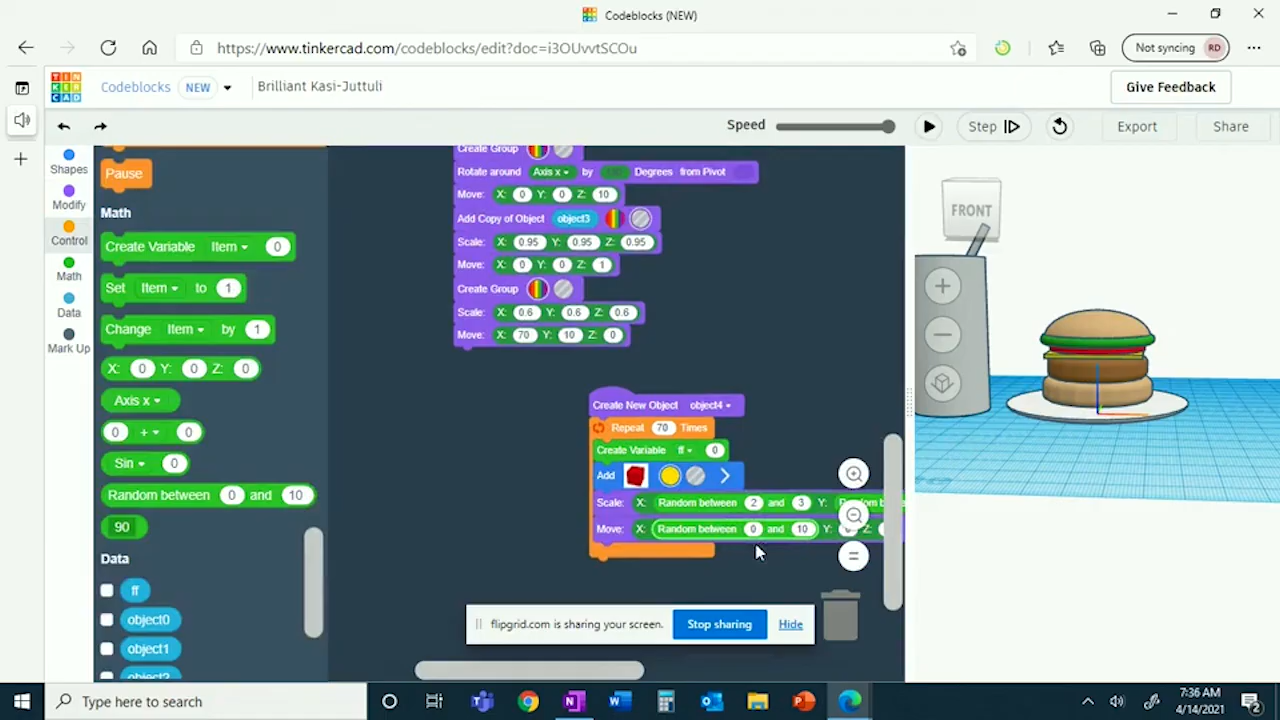 Codeblocks (NEW)
https://www.tinkercad.com/codeblocks/edit?doc=i3OUvvtSCOu
Not syncing RD
TIN
KER
CAD
Codeblocks NEW Brilliant Kasi-Juttuli
Give Feedback
Speed Step Export Share
Shapes
Modify
Control
Math
Data
Mark Up
Pause
Math
Create Variable Item 0
Set Item to 1
Change Item by 1
X: 0 Y: 0 Z: 0
Axis x
0 + 0
Sin 0
Random between 0 and 10
90
Data
ff
object0
object1
object2
Create Group
Rotate around Axis x by Degrees from Pivot
Move: X: 0 Y: 0 Z: 10
Add Copy of Object object3
Scale: X: 0.95 Y: 0.95 Z: 0.95
Move: X: 0 Y: 0 Z: 1
Create Group
Scale: X: 0.6 Y: 0.6 Z: 0.6
Move: X: 70 Y: 10 Z: 0
Create New Object object4
Repeat 70 Times
Create Variable ff 0
Add
Scale: X: Random between 2 and 3 Y:
Move: X: Random between 0 and 10 Y: Z:
FRONT
flipgrid.com is sharing your screen. Stop sharing Hide
Type here to search
7:36 AM
4/14/2021
2